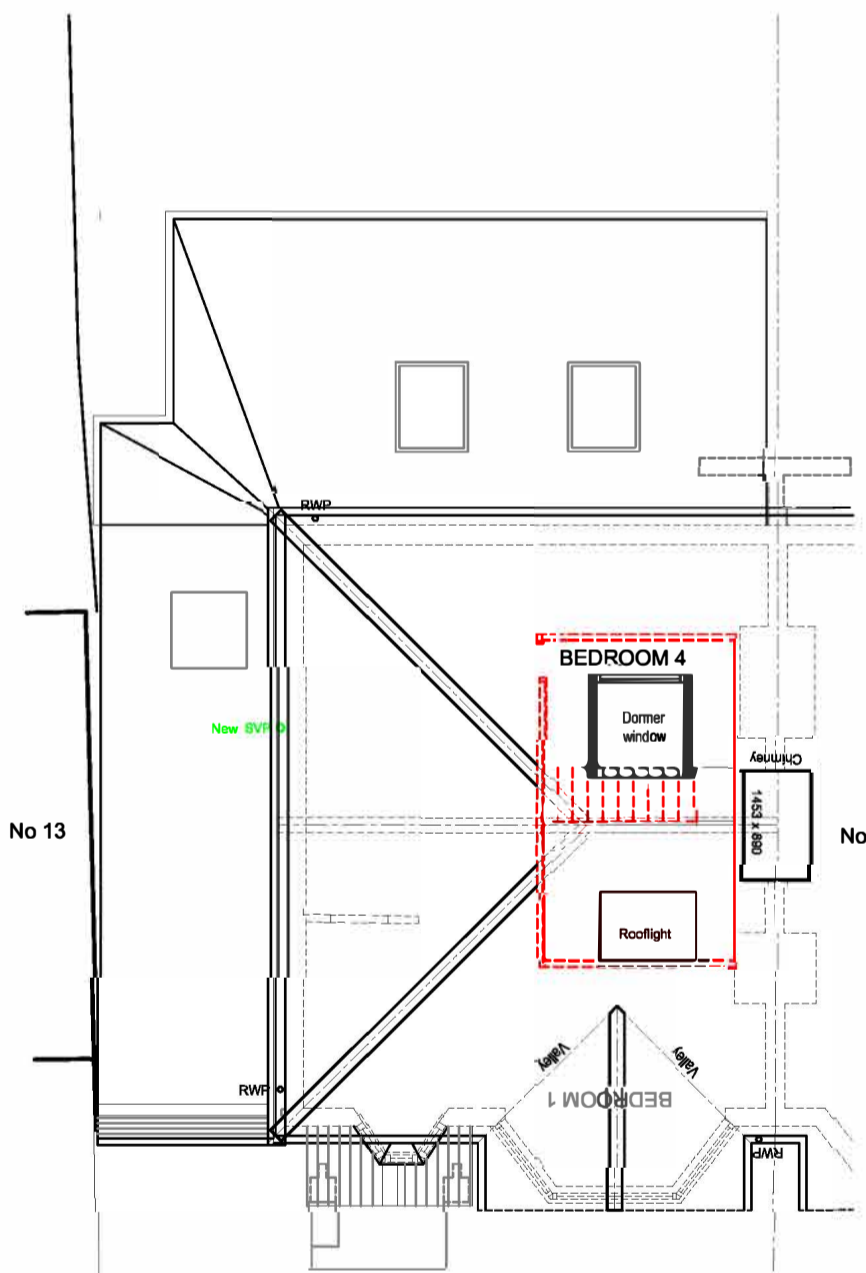 RWP
BEDROOM 4
Dormer
window
New SVP
Chimney
1453 x 890
No 13
No
Rooflight
Valley
Valley
BEDROOM 1
RWP
RWP